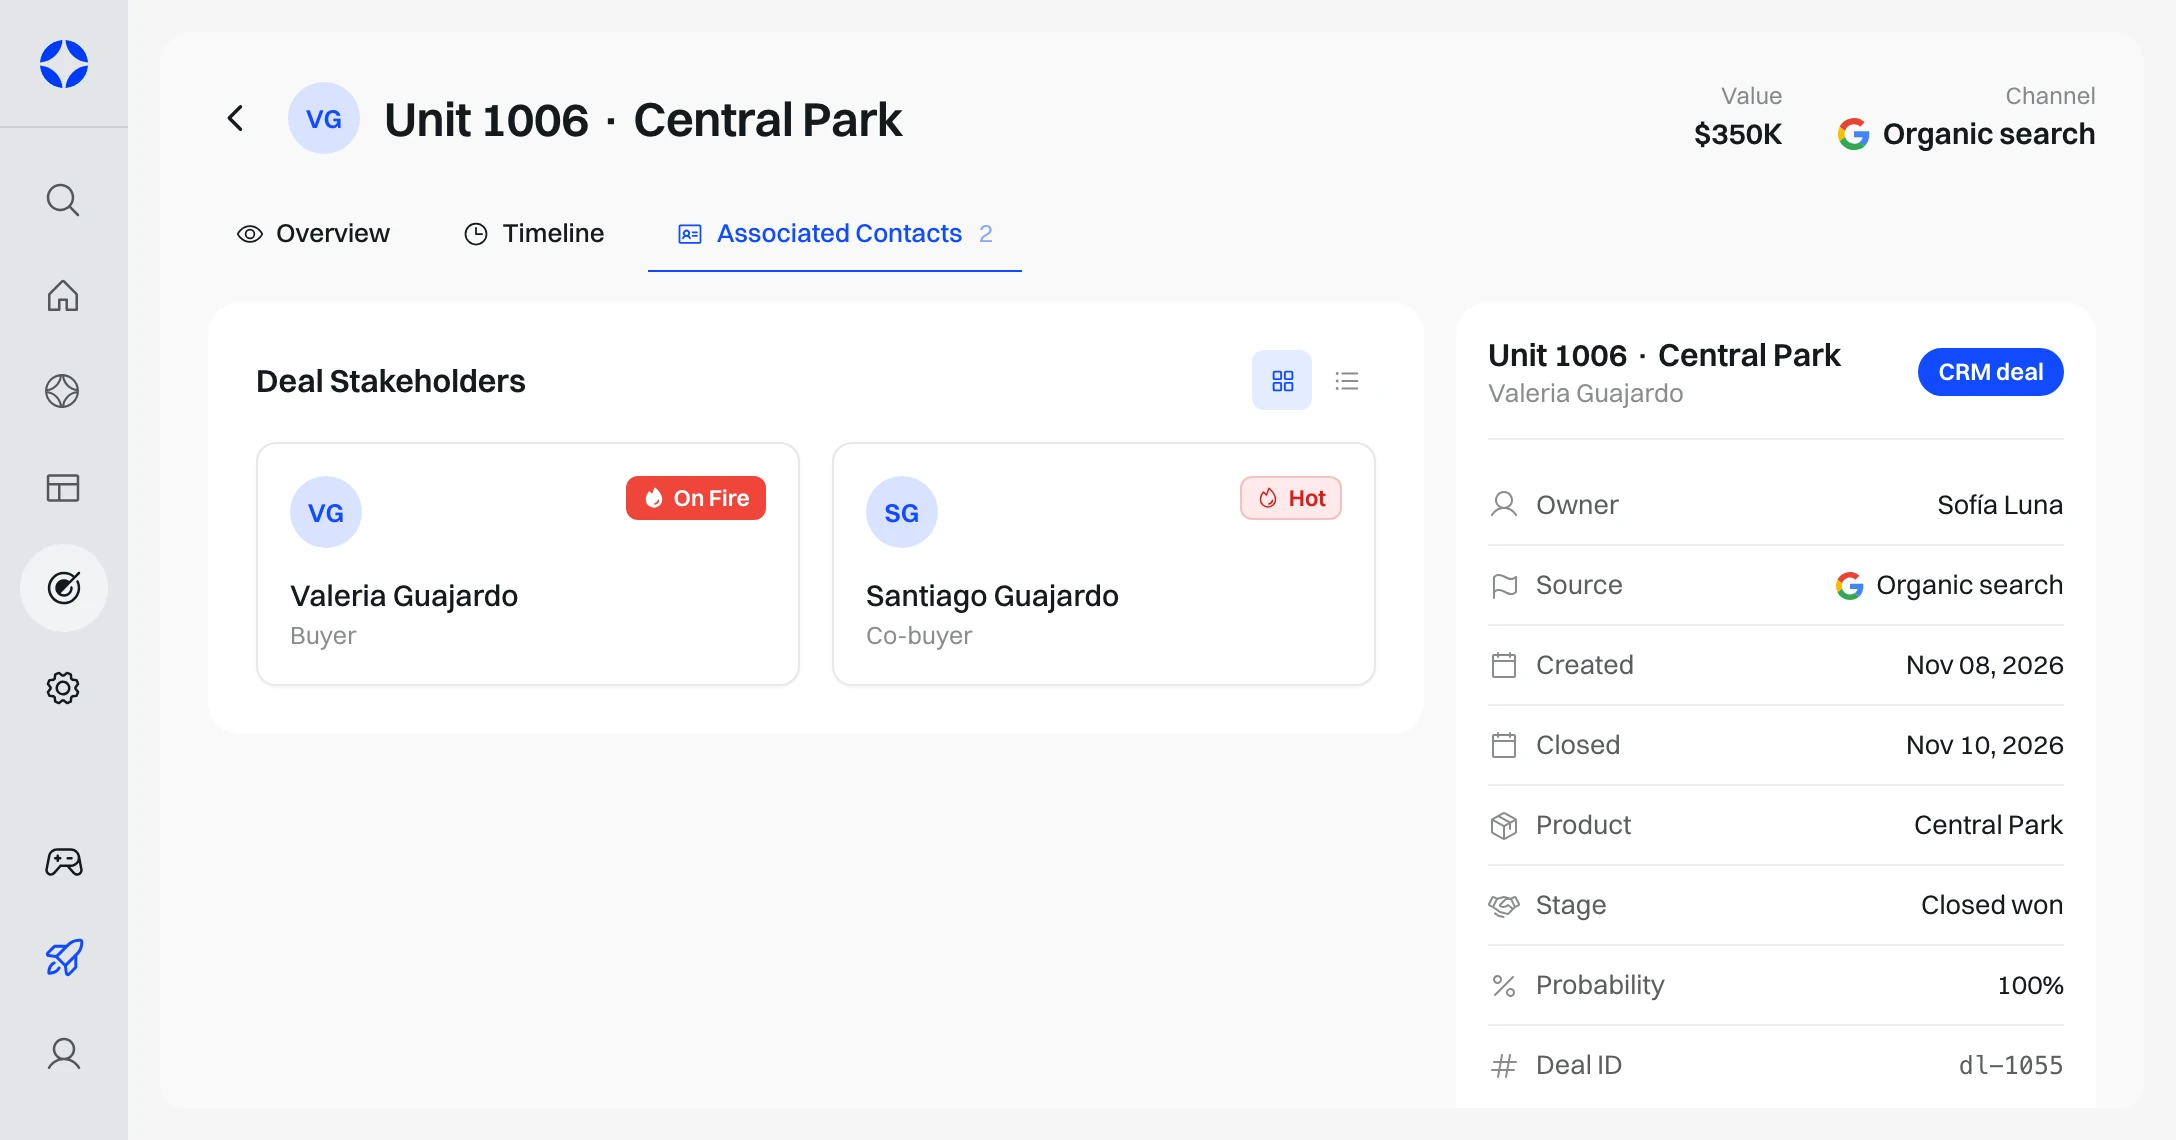 VG
Unit 1006 · Central Park
Value
$350K
Channel
Organic search
Overview
Timeline
Associated Contacts 2
Deal Stakeholders
VG
On Fire
Valeria Guajardo
Buyer
SG
Hot
Santiago Guajardo
Co-buyer
Unit 1006 · Central Park
Valeria Guajardo
CRM deal
Owner Sofía Luna
Source Organic search
Created Nov 08, 2026
Closed Nov 10, 2026
Product Central Park
Stage Closed won
Probability 100%
Deal ID dl-1055